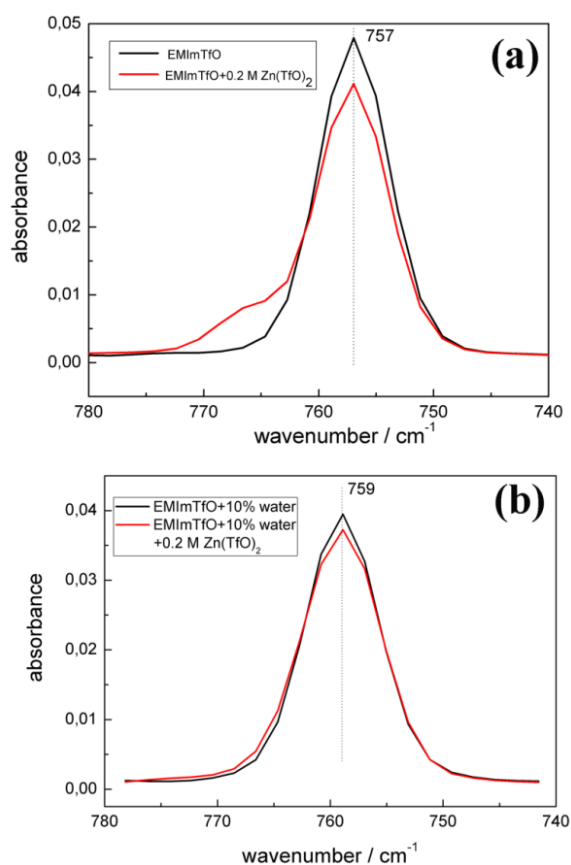 (a)
757
EMImTfO
EMImTfO+0.2 M Zn(TfO)2
0,05
0,04
0,03
0,02
0,01
0,00
absorbance
780
770
760
750
740
wavenumber / cm-1
(b)
759
EMImTfO+10% water
EMImTfO+10% water
+0.2 M Zn(TfO)2
0,04
0,03
0,02
0,01
0,00
absorbance
780
770
760
750
740
wavenumber / cm-1